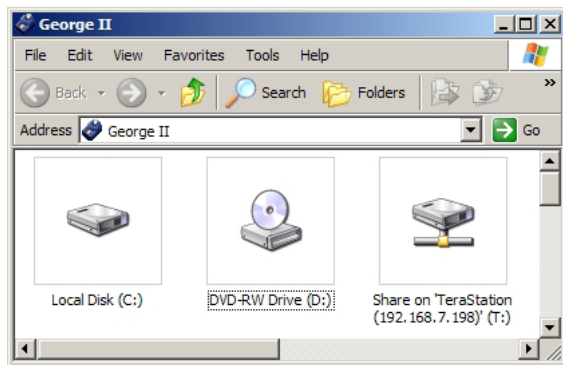 George II
File Edit View Favorites Tools Help
Back Search Folders »
Address George II Go
Local Disk (C:) DVD-RW Drive (D:) Share on 'TeraStation
(192.168.7.198)' (T:)